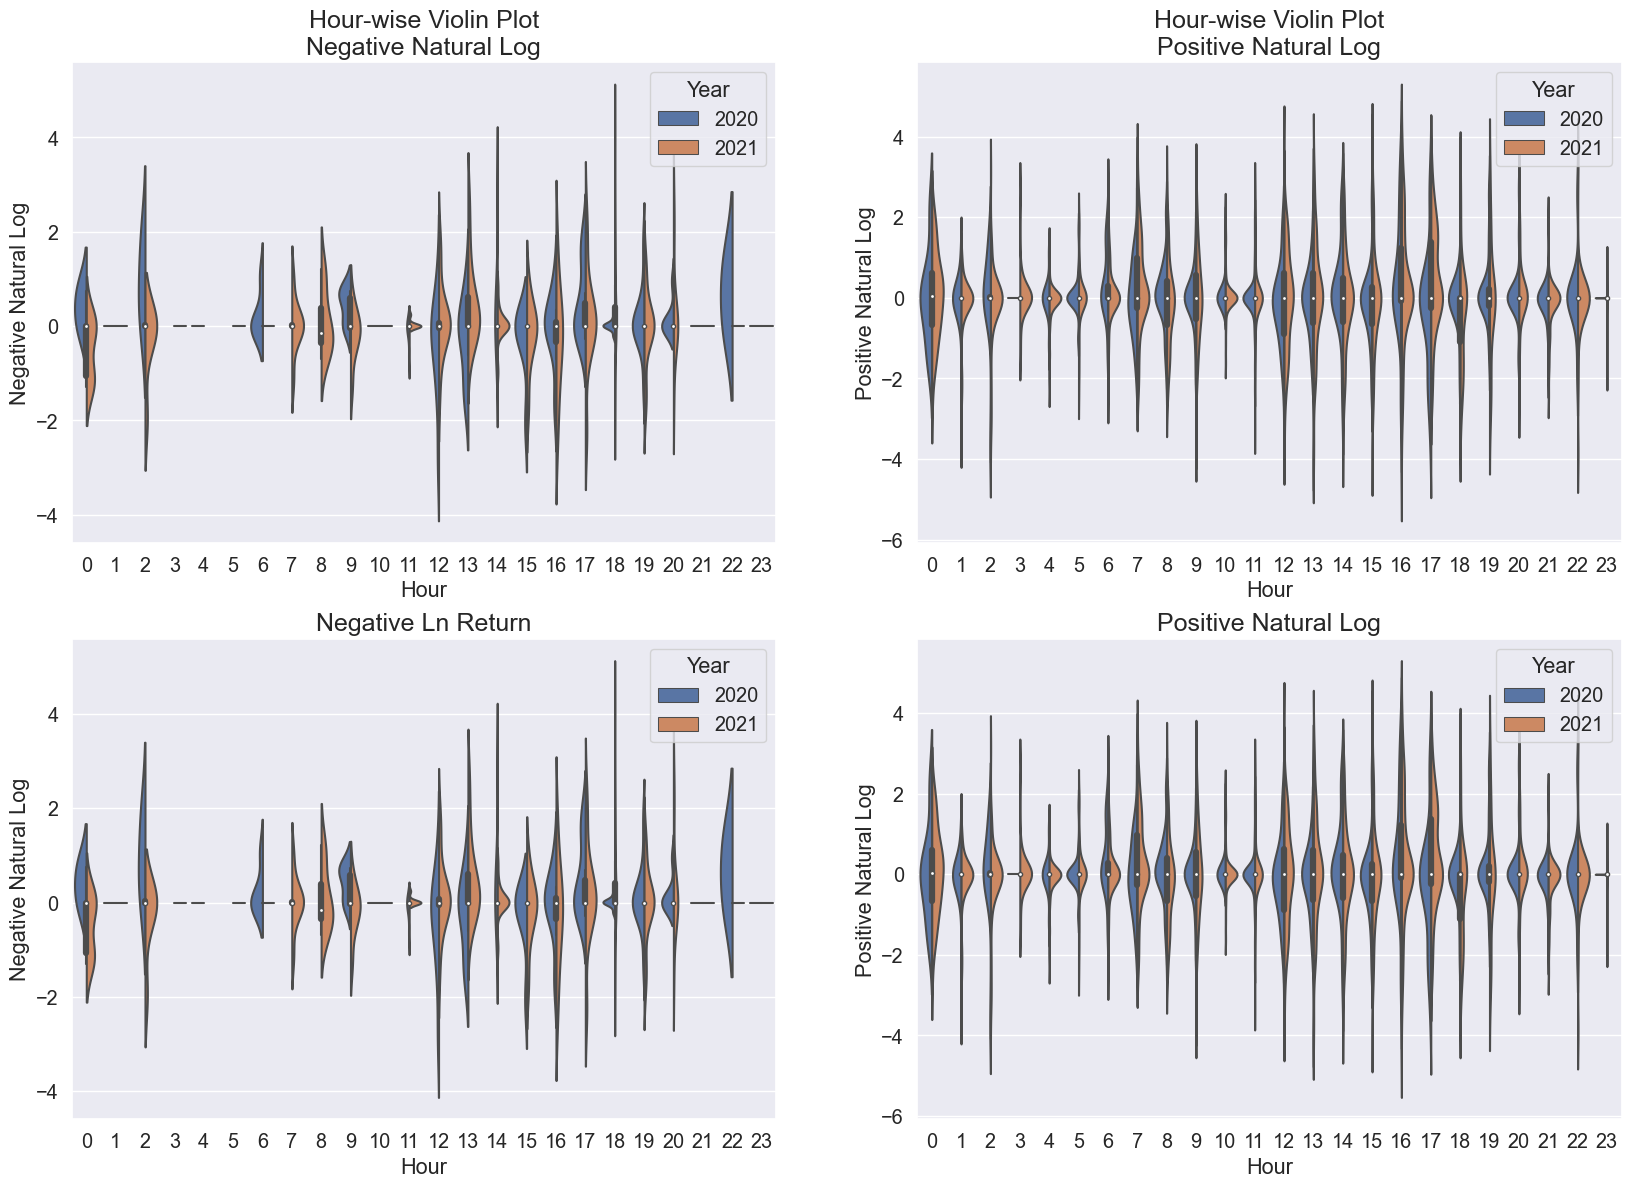 Hour-wise Violin Plot
Negative Natural Log
Negative Natural Log
4
2
0
−2
−4
Year
2020
2021
0 1 2 3 4 5 6 7 8 9 10 11 12 13 14 15 16 17 18 19 20 21 22 23
Hour
Hour-wise Violin Plot
Positive Natural Log
Positive Natural Log
4
2
0
−2
−4
−6
Year
2020
2021
0 1 2 3 4 5 6 7 8 9 10 11 12 13 14 15 16 17 18 19 20 21 22 23
Hour
Negative Ln Return
Negative Natural Log
4
2
0
−2
−4
Year
2020
2021
0 1 2 3 4 5 6 7 8 9 10 11 12 13 14 15 16 17 18 19 20 21 22 23
Hour
Positive Natural Log
Positive Natural Log
4
2
0
−2
−4
−6
Year
2020
2021
0 1 2 3 4 5 6 7 8 9 10 11 12 13 14 15 16 17 18 19 20 21 22 23
Hour